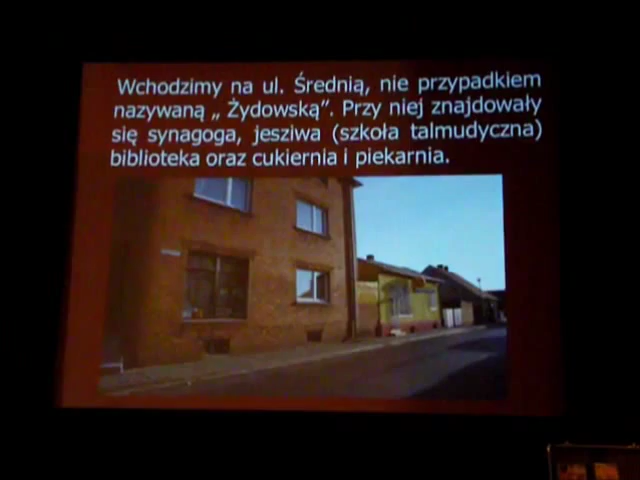 Wchodzimy na ul. Średnią, nie przypadkiem
nazywaną „ Żydowską”. Przy niej znajdowały
się synagoga, jesziwa (szkoła talmudyczna)
biblioteka oraz cukiernia i piekarnia.